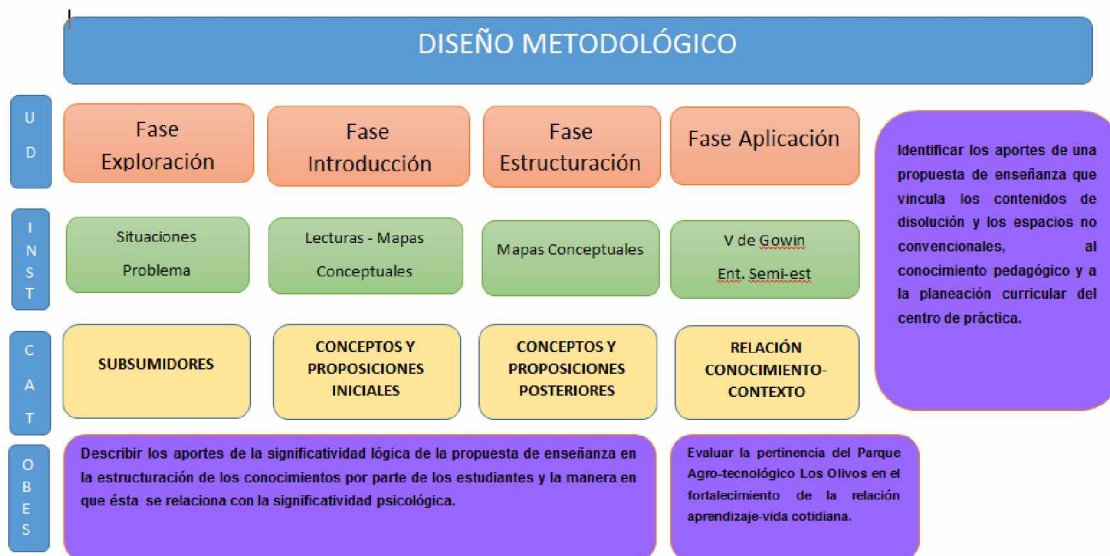 DISEÑO METODOLÓGICO
U
D
Fase
Exploración
Fase
Introducción
Fase
Estructuración
Fase Aplicación
I
N
S
T
Situaciones
Problema
Lecturas - Mapas
Conceptuales
Mapas Conceptuales
V de Gowin
Ent. Semi-est
C
A
T
SUBSUMIDORES
CONCEPTOS Y
PROPOSICIONES
INICIALES
CONCEPTOS Y
PROPOSICIONES
POSTERIORES
RELACIÓN
CONOCIMIENTO-
CONTEXTO
Identificar los aportes de una
propuesta de enseñanza que
vincula los contenidos de
disolución y los espacios no
convencionales, al
conocimiento pedagógico y a
la planeación curricular del
centro de práctica.
O
B
E
S
Describir los aportes de la significatividad lógica de la propuesta de enseñanza en
la estructuración de los conocimientos por parte de los estudiantes y la manera en
que ésta se relaciona con la significatividad psicológica.
Evaluar la pertinencia del Parque
Agro-tecnológico Los Olivos en el
fortalecimiento de la relación
aprendizaje-vida cotidiana.